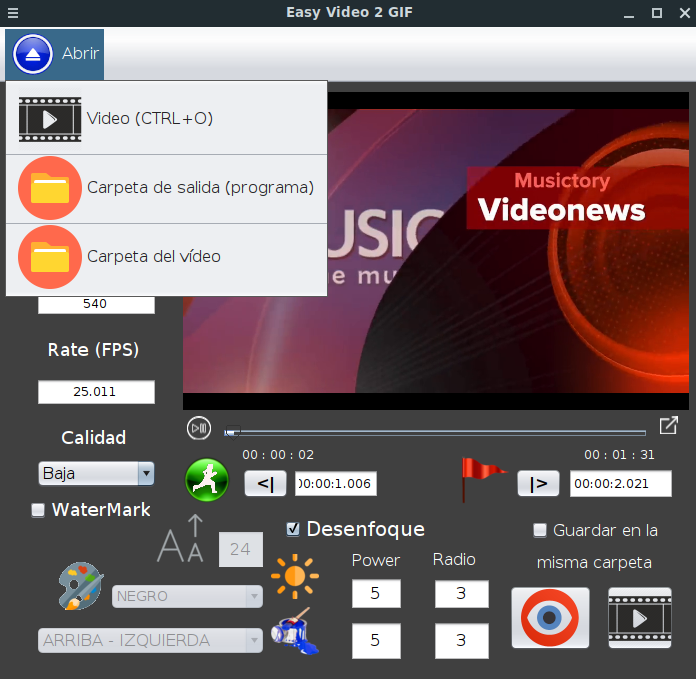 Easy Video 2 GIF
Abrir
Video (CTRL+O)
Carpeta de salida (programa)
Carpeta del vídeo
Musictory
Videonews
USIC
e mu
540
Rate (FPS)
25.011
Calidad
Baja
WaterMark
24
NEGRO
ARRIBA - IZQUIERDA
00 : 00 : 02
00 : 01 : 31
<|
00:00:1.006
|>
00:00:2.021
Desenfoque
Power
Radio
5
3
5
3
Guardar en la
misma carpeta